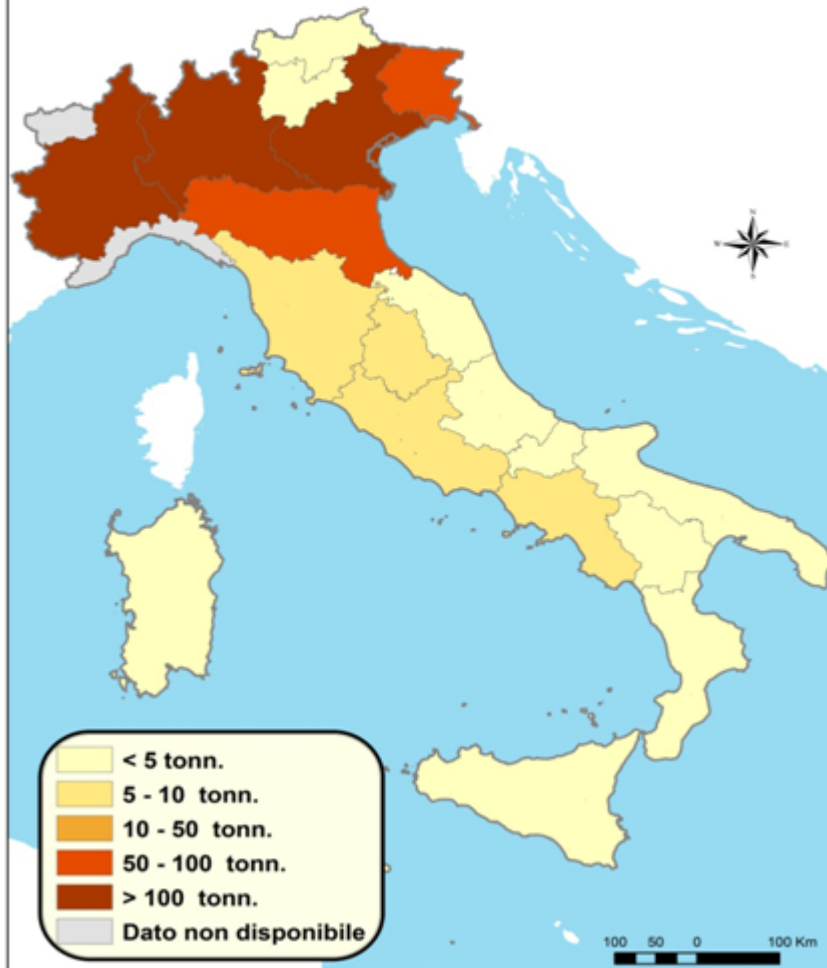 N
W E
S
< 5 tonn.
5 - 10 tonn.
10 - 50 tonn.
50 - 100 tonn.
> 100 tonn.
Dato non disponibile
100 50 0 100 Km